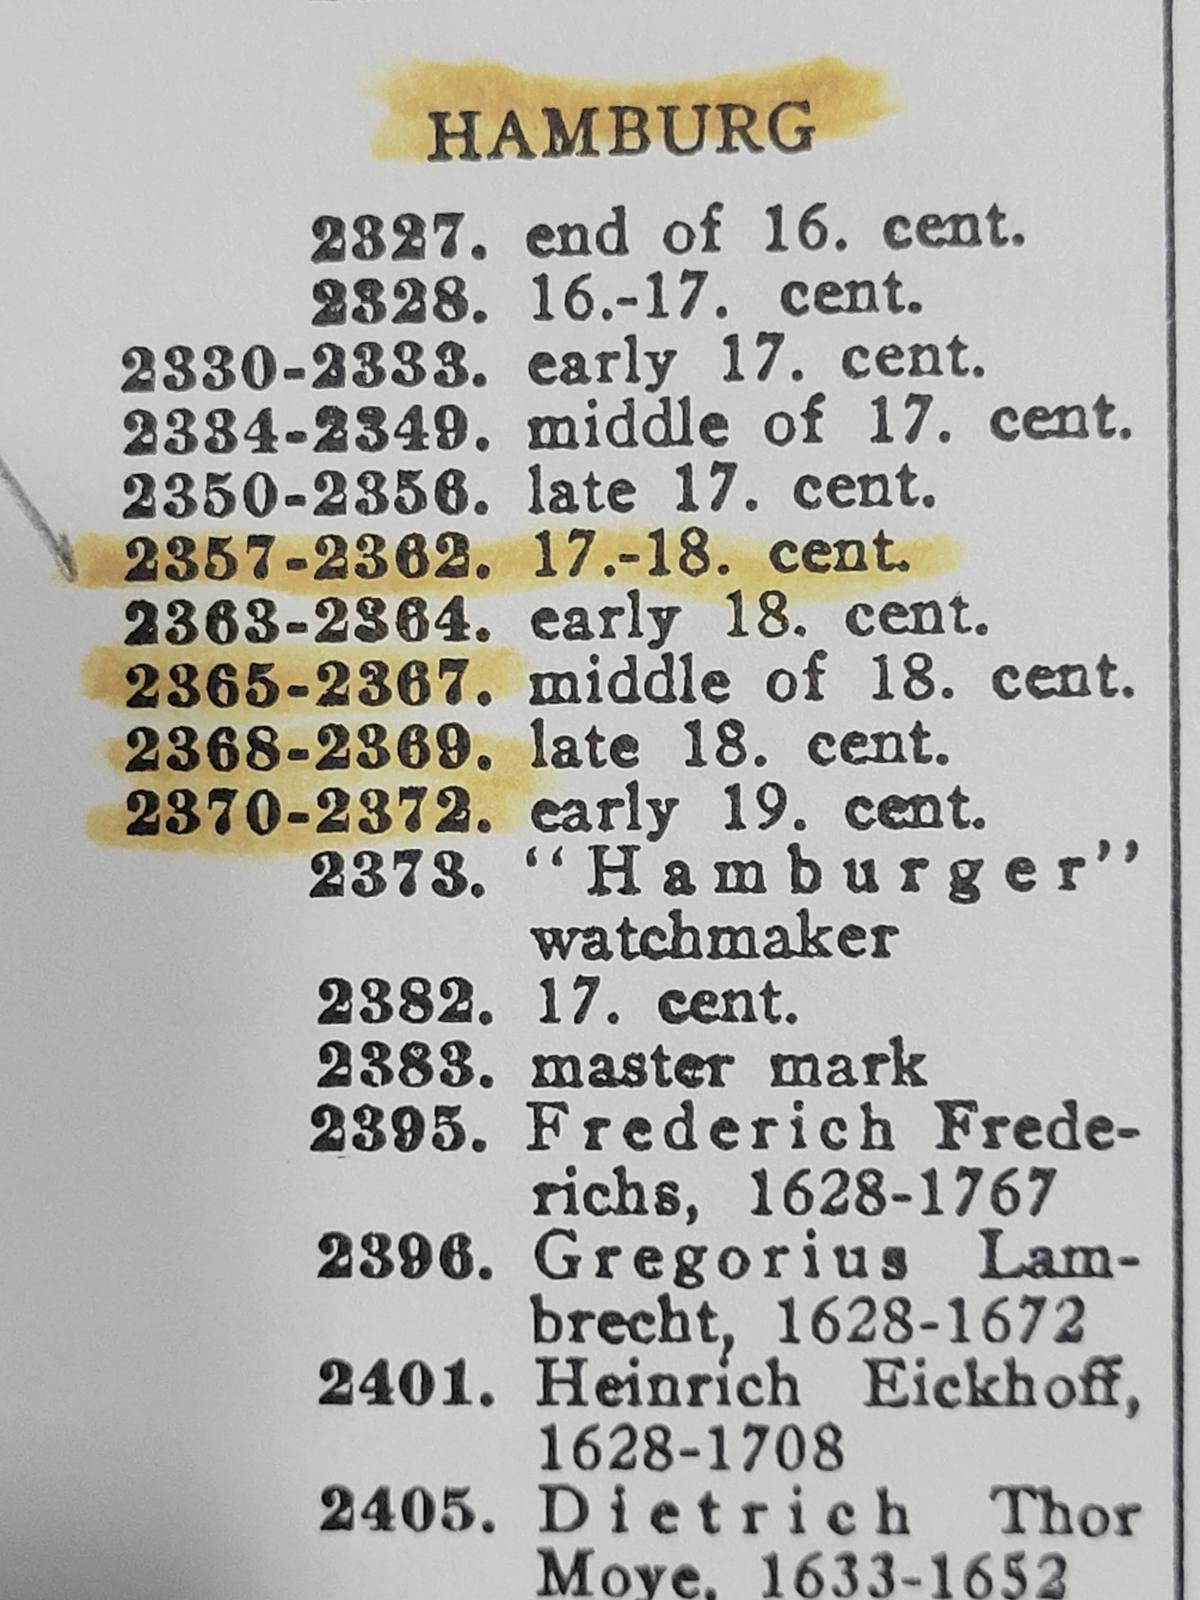 HAMBURG
2327. end of 16. cent.
2328. 16.-17. cent.
2330-2333. early 17. cent.
2334-2349. middle of 17. cent.
2350-2356. late 17. cent.
2357-2362. 17.-18. cent.
2363-2364. early 18. cent.
2365-2367. middle of 18. cent.
2368-2369. late 18. cent.
2370-2372. early 19. cent.
2373. “Hamburger”
watchmaker
2382. 17. cent.
2383. master mark
2395. Frederich Frede-
richs, 1628-1767
2396. Gregorius Lam-
brecht, 1628-1672
2401. Heinrich Eickhoff,
1628-1708
2405. Dietrich Thor
Moye, 1633-1652